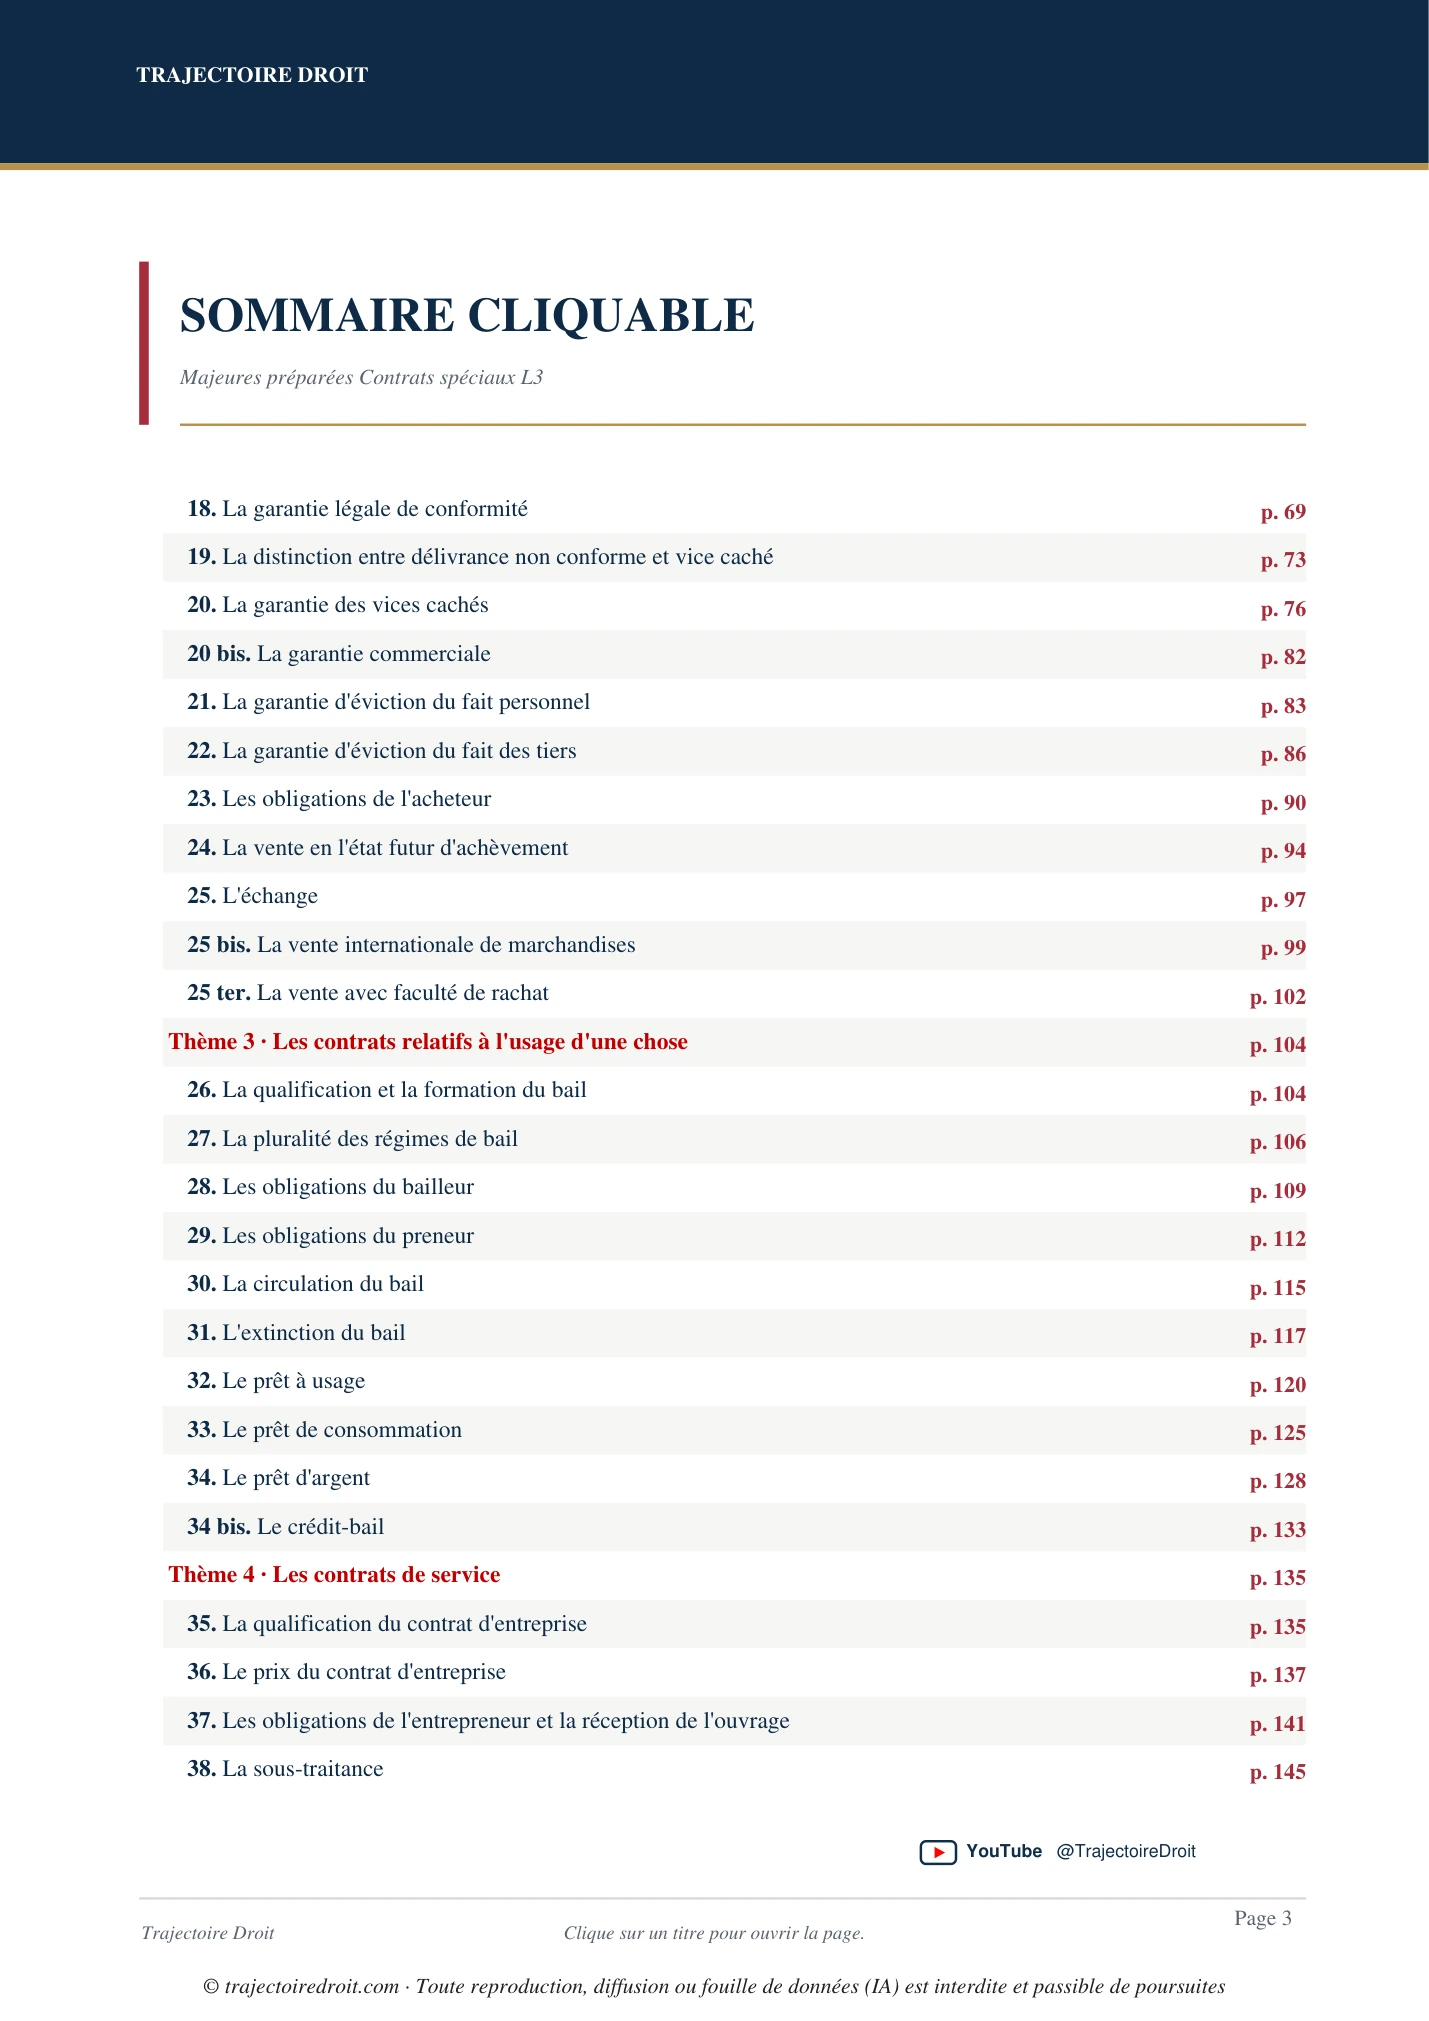 TRAJECTOIRE DROIT
SOMMAIRE CLIQUABLE
Majeures préparées Contrats spéciaux L3
18. La garantie légale de conformité p. 69
19. La distinction entre délivrance non conforme et vice caché p. 73
20. La garantie des vices cachés p. 76
20 bis. La garantie commerciale p. 82
21. La garantie d'éviction du fait personnel p. 83
22. La garantie d'éviction du fait des tiers p. 86
23. Les obligations de l'acheteur p. 90
24. La vente en l'état futur d'achèvement p. 94
25. L'échange p. 97
25 bis. La vente internationale de marchandises p. 99
25 ter. La vente avec faculté de rachat p. 102
Thème 3 · Les contrats relatifs à l'usage d'une chose p. 104
26. La qualification et la formation du bail p. 104
27. La pluralité des régimes de bail p. 106
28. Les obligations du bailleur p. 109
29. Les obligations du preneur p. 112
30. La circulation du bail p. 115
31. L'extinction du bail p. 117
32. Le prêt à usage p. 120
33. Le prêt de consommation p. 125
34. Le prêt d'argent p. 128
34 bis. Le crédit-bail p. 133
Thème 4 · Les contrats de service p. 135
35. La qualification du contrat d'entreprise p. 135
36. Le prix du contrat d'entreprise p. 137
37. Les obligations de l'entrepreneur et la réception de l'ouvrage p. 141
38. La sous-traitance p. 145
YouTube @TrajectoireDroit
Trajectoire Droit Clique sur un titre pour ouvrir la page. Page 3
© trajectoiredroit.com · Toute reproduction, diffusion ou fouille de données (IA) est interdite et passible de poursuites